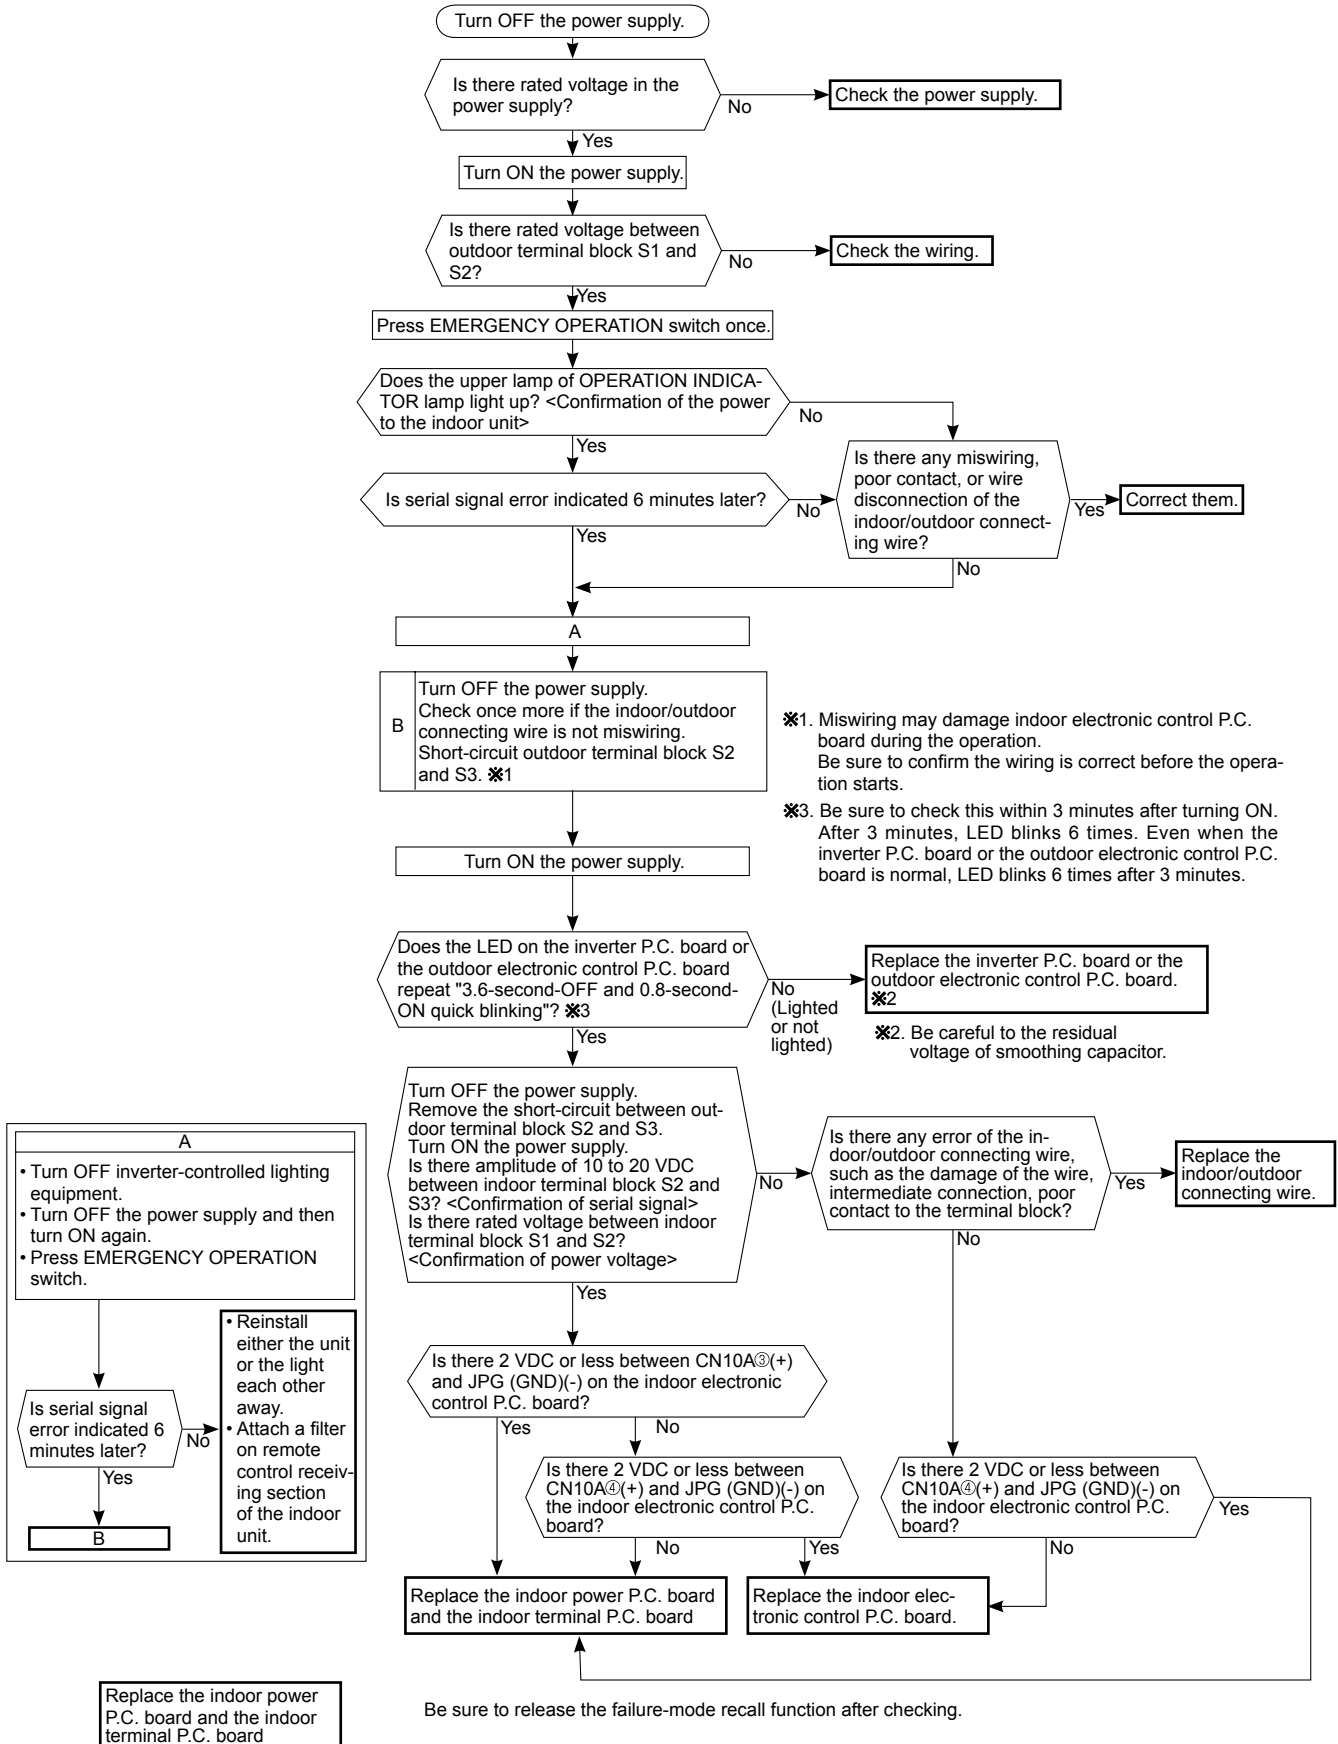 Turn OFF the power supply.
Is there rated voltage in the
power supply?
No
Check the power supply.
Yes
Turn ON the power supply.
Is there rated voltage between
outdoor terminal block S1 and
S2?
No
Check the wiring.
Yes
Press EMERGENCY OPERATION switch once.
Does the upper lamp of OPERATION INDICA-
TOR lamp light up? <Confirmation of the power
to the indoor unit>
No
Yes
Is serial signal error indicated 6 minutes later?
No
Is there any miswiring,
poor contact, or wire
disconnection of the
indoor/outdoor connect-
ing wire?
Yes
Correct them.
Yes
No
A
B
Turn OFF the power supply.
Check once more if the indoor/outdoor
connecting wire is not miswiring.
Short-circuit outdoor terminal block S2
and S3. ※1
※1. Miswiring may damage indoor electronic control P.C.
board during the operation.
Be sure to confirm the wiring is correct before the opera-
tion starts.
※3. Be sure to check this within 3 minutes after turning ON.
After 3 minutes, LED blinks 6 times. Even when the
inverter P.C. board or the outdoor electronic control P.C.
board is normal, LED blinks 6 times after 3 minutes.
Turn ON the power supply.
Does the LED on the inverter P.C. board or
the outdoor electronic control P.C. board
repeat "3.6-second-OFF and 0.8-second-
ON quick blinking"? ※3
No
(Lighted
or not
lighted)
Replace the inverter P.C. board or the
outdoor electronic control P.C. board.
※2
※2. Be careful to the residual
voltage of smoothing capacitor.
Yes
Turn OFF the power supply.
Remove the short-circuit between out-
door terminal block S2 and S3.
Turn ON the power supply.
Is there amplitude of 10 to 20 VDC
between indoor terminal block S2 and
S3? <Confirmation of serial signal>
Is there rated voltage between indoor
terminal block S1 and S2?
<Confirmation of power voltage>
No
Is there any error of the in-
door/outdoor connecting wire,
such as the damage of the wire,
intermediate connection, poor
contact to the terminal block?
Yes
Replace the
indoor/outdoor
connecting wire.
No
Yes
A
• Turn OFF inverter-controlled lighting
equipment.
• Turn OFF the power supply and then
turn ON again.
• Press EMERGENCY OPERATION
switch.
Is serial signal
error indicated 6
minutes later?
No
• Reinstall
either the unit
or the light
each other
away.
• Attach a filter
on remote
control receiv-
ing section
of the indoor
unit.
Yes
B
Is there 2 VDC or less between CN10A③(+)
and JPG (GND)(-) on the indoor electronic
control P.C. board?
Yes
No
Is there 2 VDC or less between
CN10A④(+) and JPG (GND)(-) on
the indoor electronic control P.C.
board?
No
Yes
Is there 2 VDC or less between
CN10A④(+) and JPG (GND)(-) on
the indoor electronic control P.C.
board?
Yes
No
Replace the indoor power P.C. board
and the indoor terminal P.C. board
Replace the indoor elec-
tronic control P.C. board.
Replace the indoor power
P.C. board and the indoor
terminal P.C. board
Be sure to release the failure-mode recall function after checking.